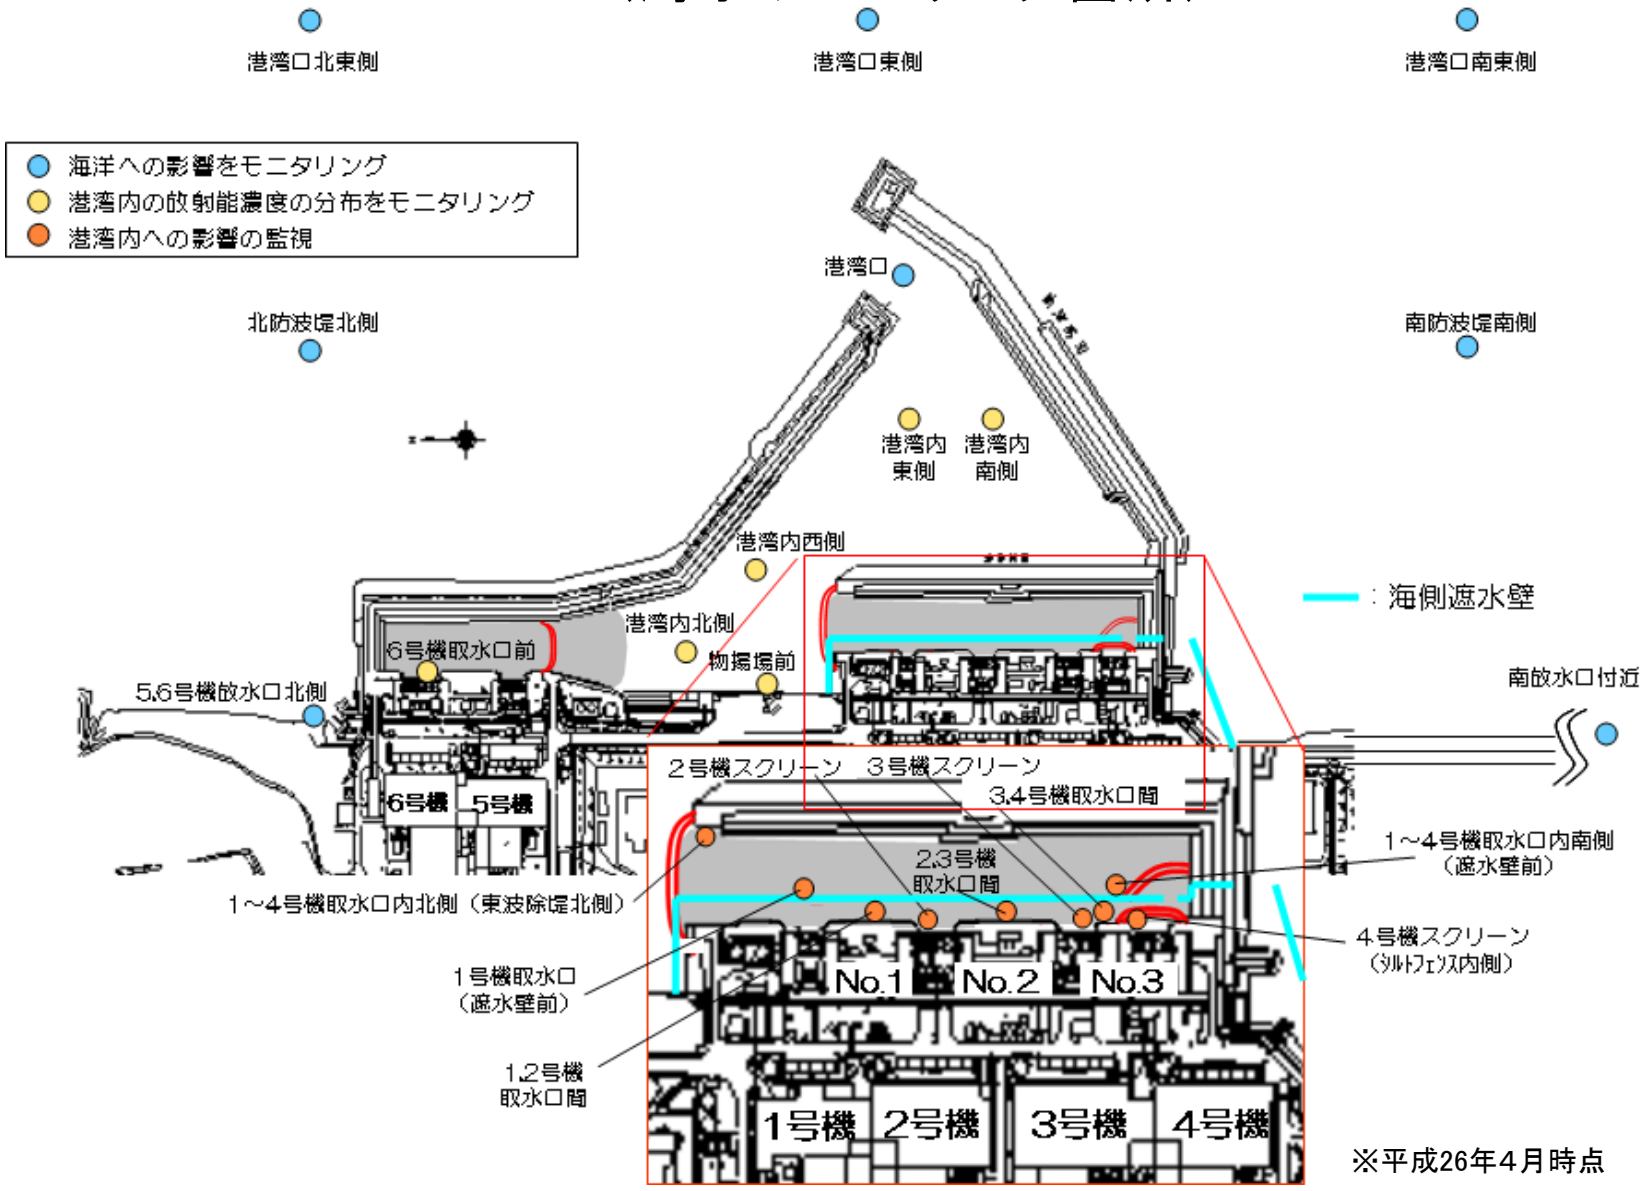 港湾口北東側
港湾口東側
港湾口南東側
海洋への影響をモニタリング
港湾内の放射能濃度の分布をモニタリング
港湾内への影響の監視
港湾口
北防波堤北側
南防波堤南側
港湾内
東側
港湾内
南側
港湾内西側
：海側遮水壁
港湾内北側
6号機取水口前
物揚場前
5,6号機放水口北側
南放水口付近
2号機スクリーン
3号機スクリーン
3,4号機取水口間
6号機
5号機
1～4号機取水口内南側
（遮水壁前）
2,3号機
取水口間
1～4号機取水口内北側（東波除堤北側）
4号機スクリーン
（シルトフェンス内側）
1号機取水口
（遮水壁前）
No.1
No.2
No.3
1,2号機
取水口間
1号機
2号機
3号機
4号機
※平成26年4月時点